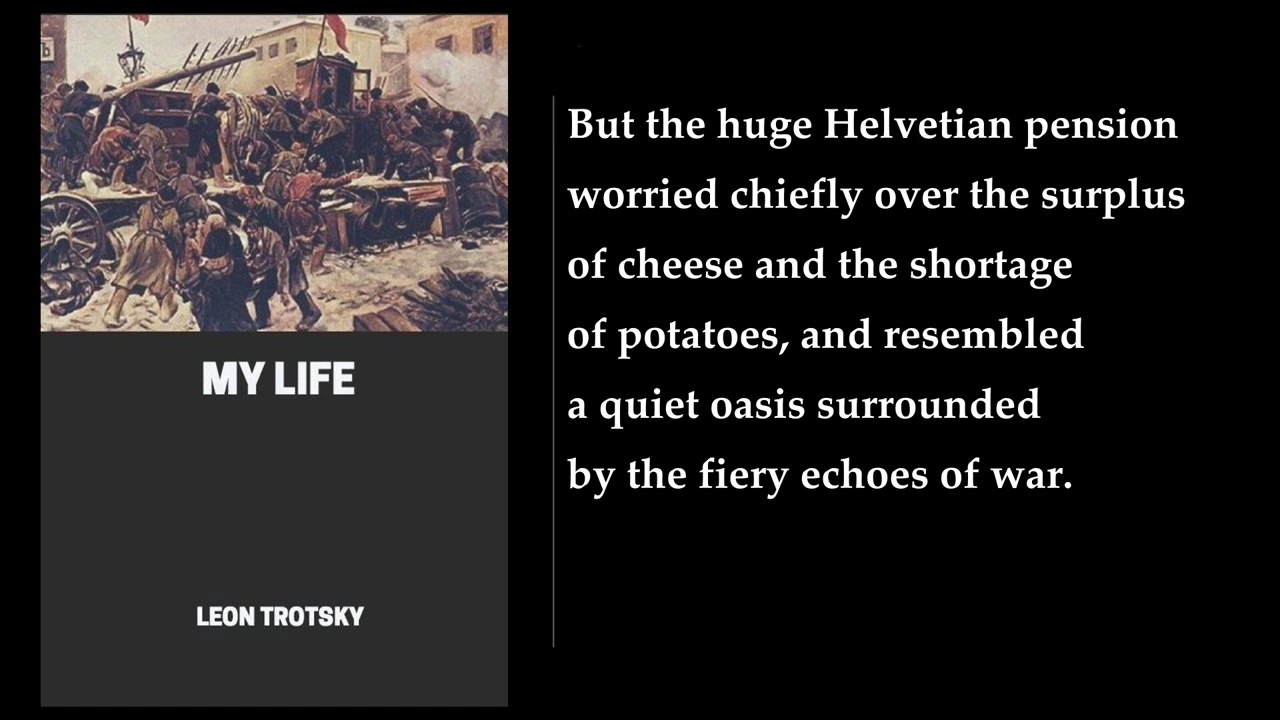 MY LIFE
LEON TROTSKY
But the huge Helvetian pension
worried chiefly over the surplus
of cheese and the shortage
of potatoes, and resembled
a quiet oasis surrounded
by the fiery echoes of war.